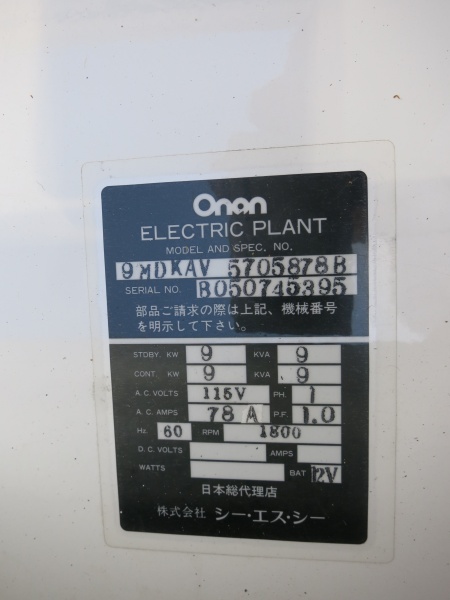 Onan
ELECTRIC PLANT
MODEL AND SPEC. NO.
9MDKAV 5705878B
SERIAL NO. B050745395
部品ご請求の際は上記、機械番号
を明示して下さい。
STDBY. KW 9 KVA 9
CONT. KW 9 KVA 9
A.C. VOLTS 115V PH. 1
A.C. AMPS 78 A P.F. 1.0
Hz 60 RPM 1800
D.C. VOLTS AMPS
WATTS BAT 12V
日本総代理店
株式会社 シー・エス・シー